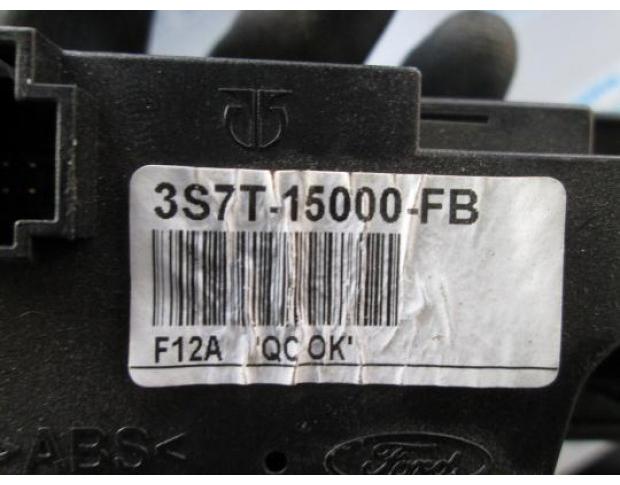 3S7T-15000-FB
F12A 'QC OK'
>ABS<
Ford